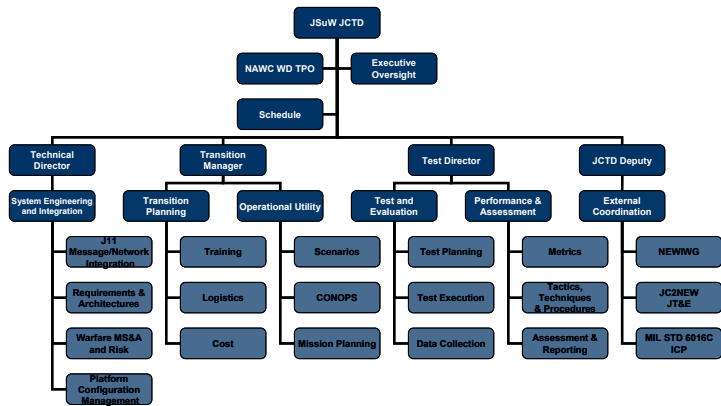 JSuW JCTD
NAWC WD TPO
Executive
Oversight
Schedule
Technical
Director
Transition
Manager
Test Director
JCTD Deputy
System Engineering
and Integration
Transition
Planning
Operational Utility
Test and
Evaluation
Performance &
Assessment
External
Coordination
J11
Message/Network
Integration
Training
Scenarios
Test Planning
Metrics
NEWIWG
Requirements &
Architectures
Logistics
CONOPS
Test Execution
Tactics,
Techniques
& Procedures
JC2NEW
JT&E
Warfare MS&A
and Risk
Cost
Mission Planning
Data Collection
Assessment &
Reporting
MIL STD 6016C
ICP
Platform
Configuration
Management